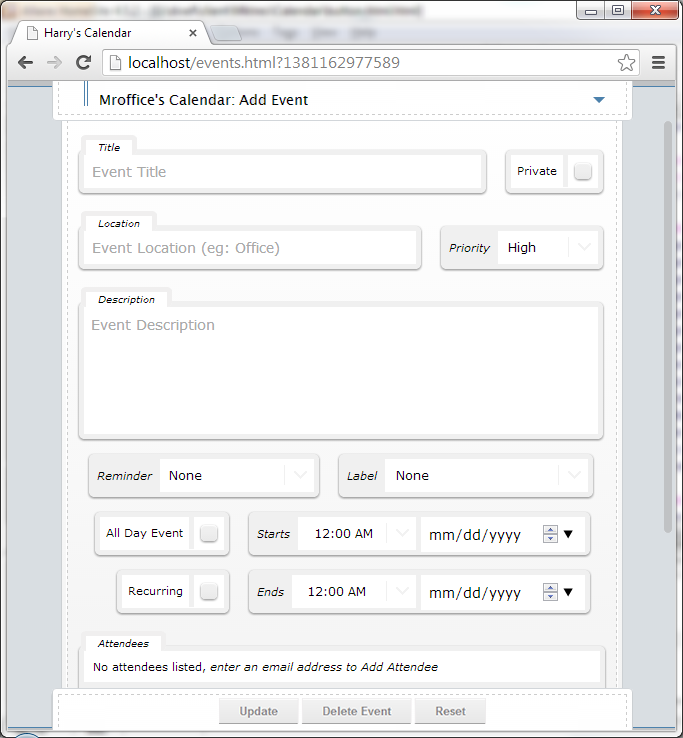 Harry's Calendar
localhost/events.html?1381162977589
Mroffice's Calendar: Add Event
Title
Event Title
Private
Location
Event Location (eg: Office)
Priority High
Description
Event Description
Reminder None
Label None
All Day Event
Starts 12:00 AM mm/dd/yyyy
Recurring
Ends 12:00 AM mm/dd/yyyy
Attendees
No attendees listed, enter an email address to Add Attendee
Update Delete Event Reset